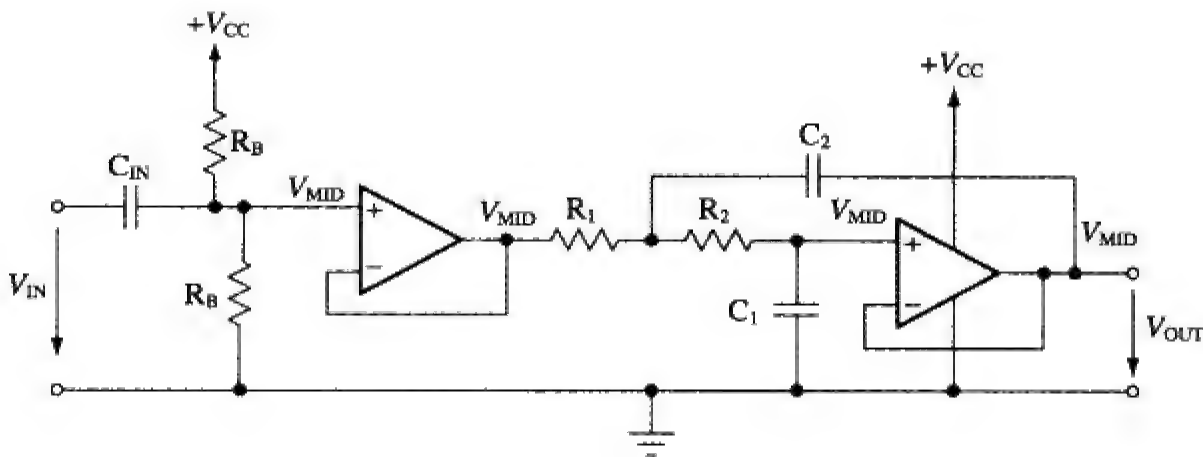 +V_CC
R_B
C_IN
V_MID
+
−
V_IN
R_B
V_MID
R_1
R_2
C_2
+V_CC
V_MID
+
−
C_1
V_MID
V_OUT